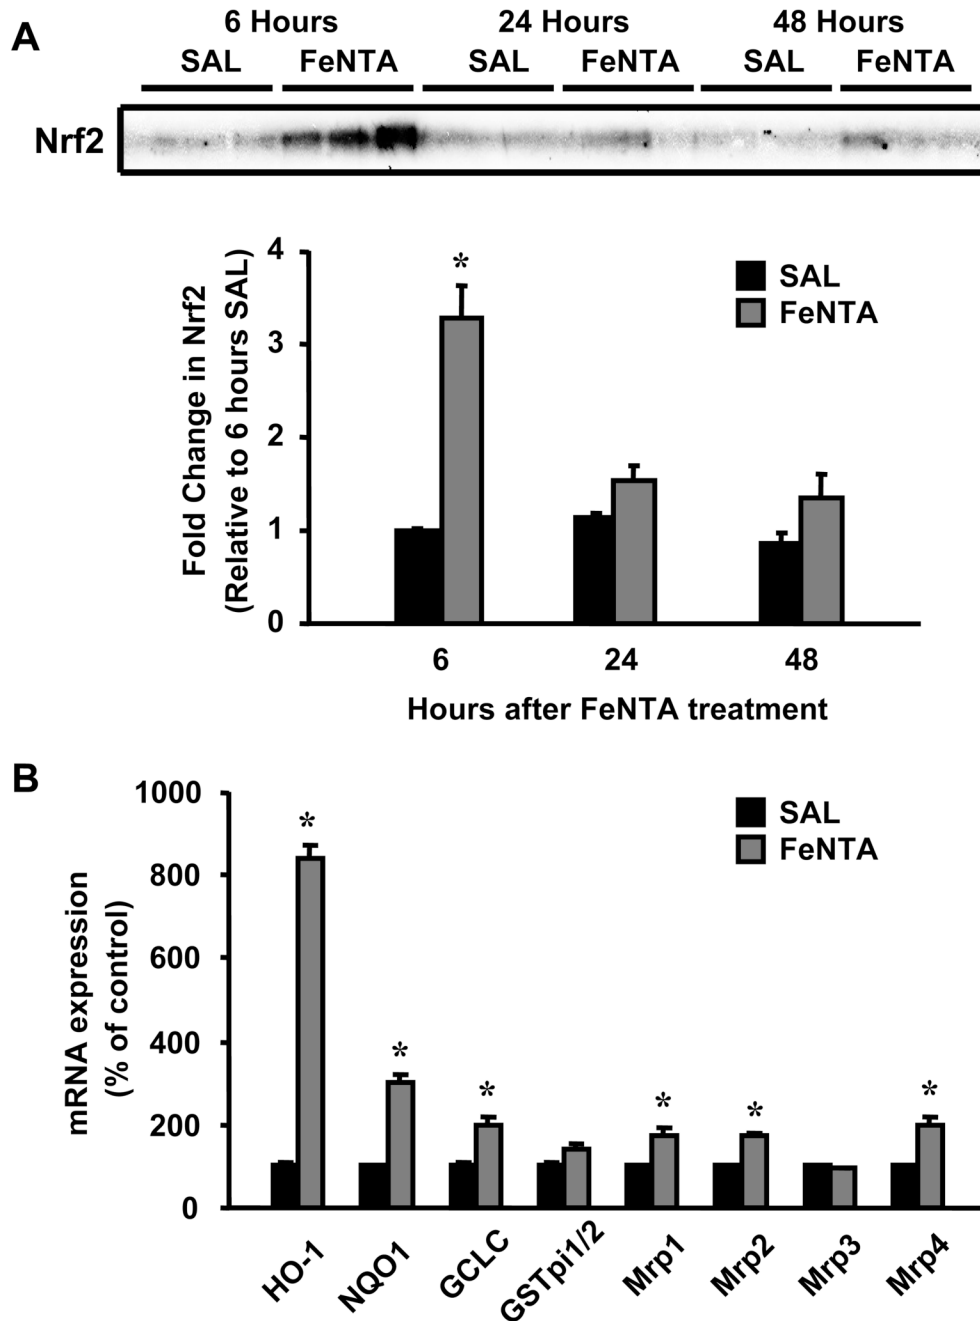 A
6 Hours 24 Hours 48 Hours
SAL FeNTA SAL FeNTA SAL FeNTA
Nrf2
Fold Change in Nrf2
(Relative to 6 hours SAL)
4
3
2
1
0
*
SAL
FeNTA
6 24 48
Hours after FeNTA treatment
B
mRNA expression
(% of control)
1000
800
600
400
200
0
* * * * * *
SAL
FeNTA
HO-1 NQO1 GCLC GSTpi1/2 Mrp1 Mrp2 Mrp3 Mrp4